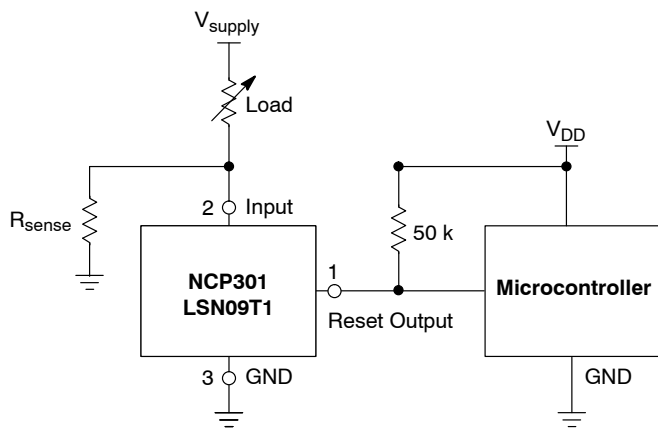 V_supply
Load
V_DD
R_sense
2 Input
50 k
NCP301
LSN09T1
1
Microcontroller
Reset Output
3 GND
GND